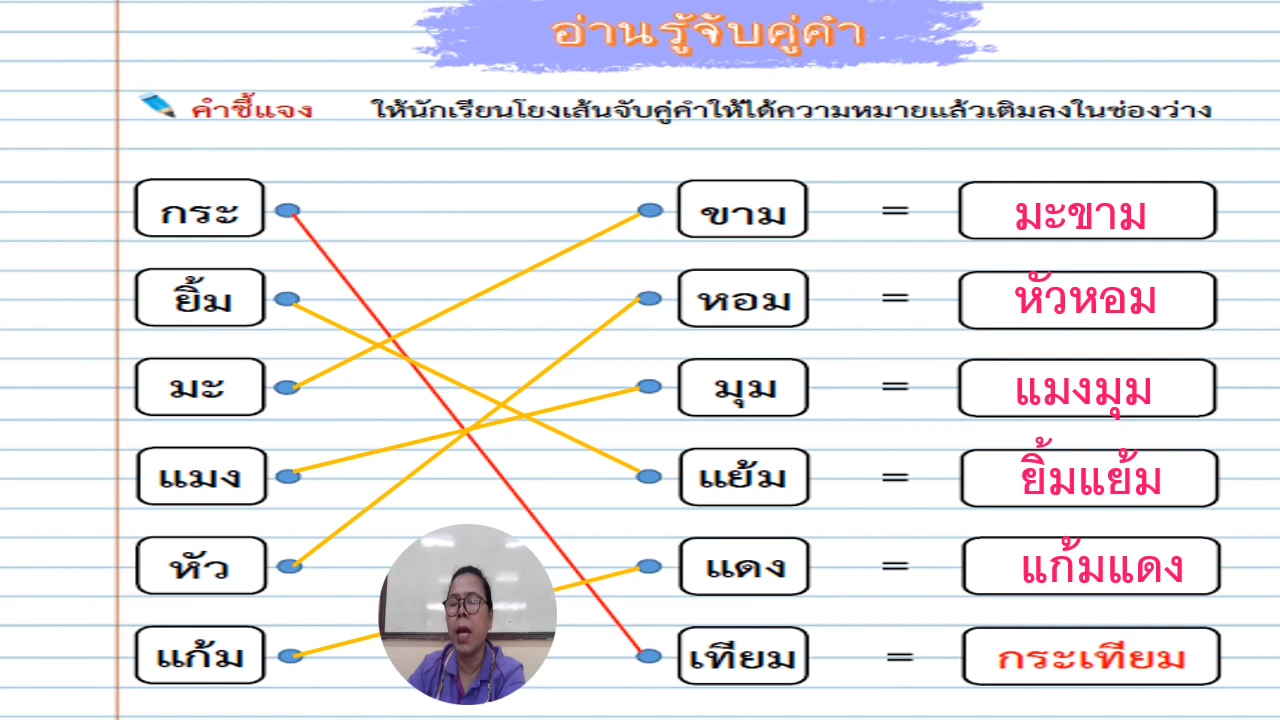 อ่านรู้จับคู่คำ
คำชี้แจง ให้นักเรียนโยงเส้นจับคู่คำให้ได้ความหมายแล้วเติมลงในช่องว่าง
กระ ขาม = มะขาม
ยิ้ม หอม = หัวหอม
มะ มุม = แมงมุม
แมง แย้ม = ยิ้มแย้ม
หัว แดง = แก้มแดง
แก้ม เทียม = กระเทียม